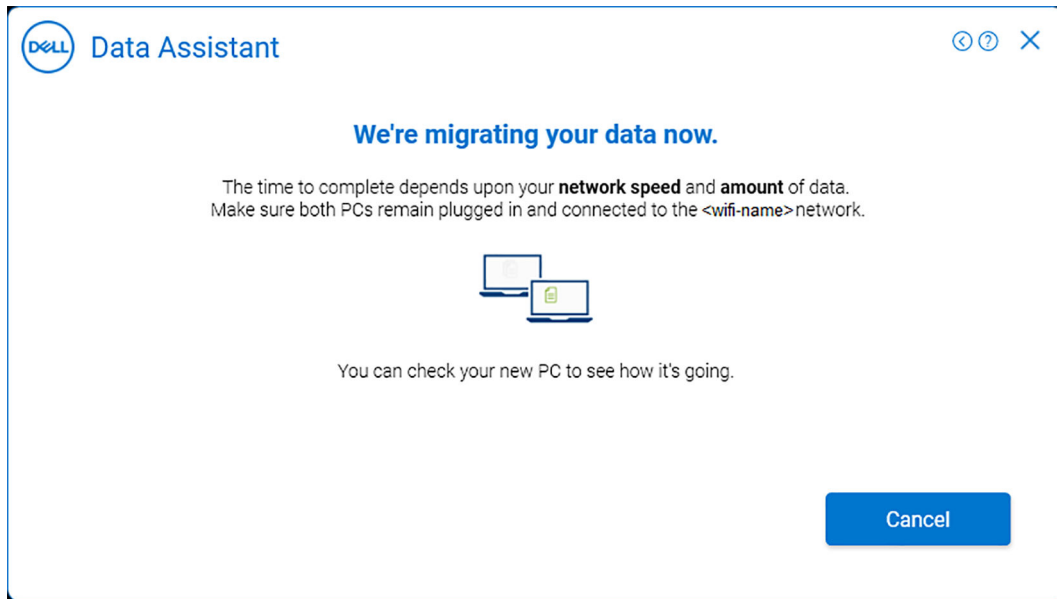 DELL Data Assistant
We're migrating your data now.
The time to complete depends upon your network speed and amount of data.
Make sure both PCs remain plugged in and connected to the <wifi-name> network.
You can check your new PC to see how it's going.
Cancel